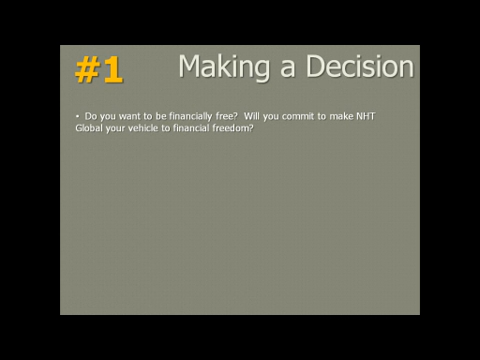 #1
Making a Decision
• Do you want to be financially free?  Will you commit to make NHT
Global your vehicle to financial freedom?